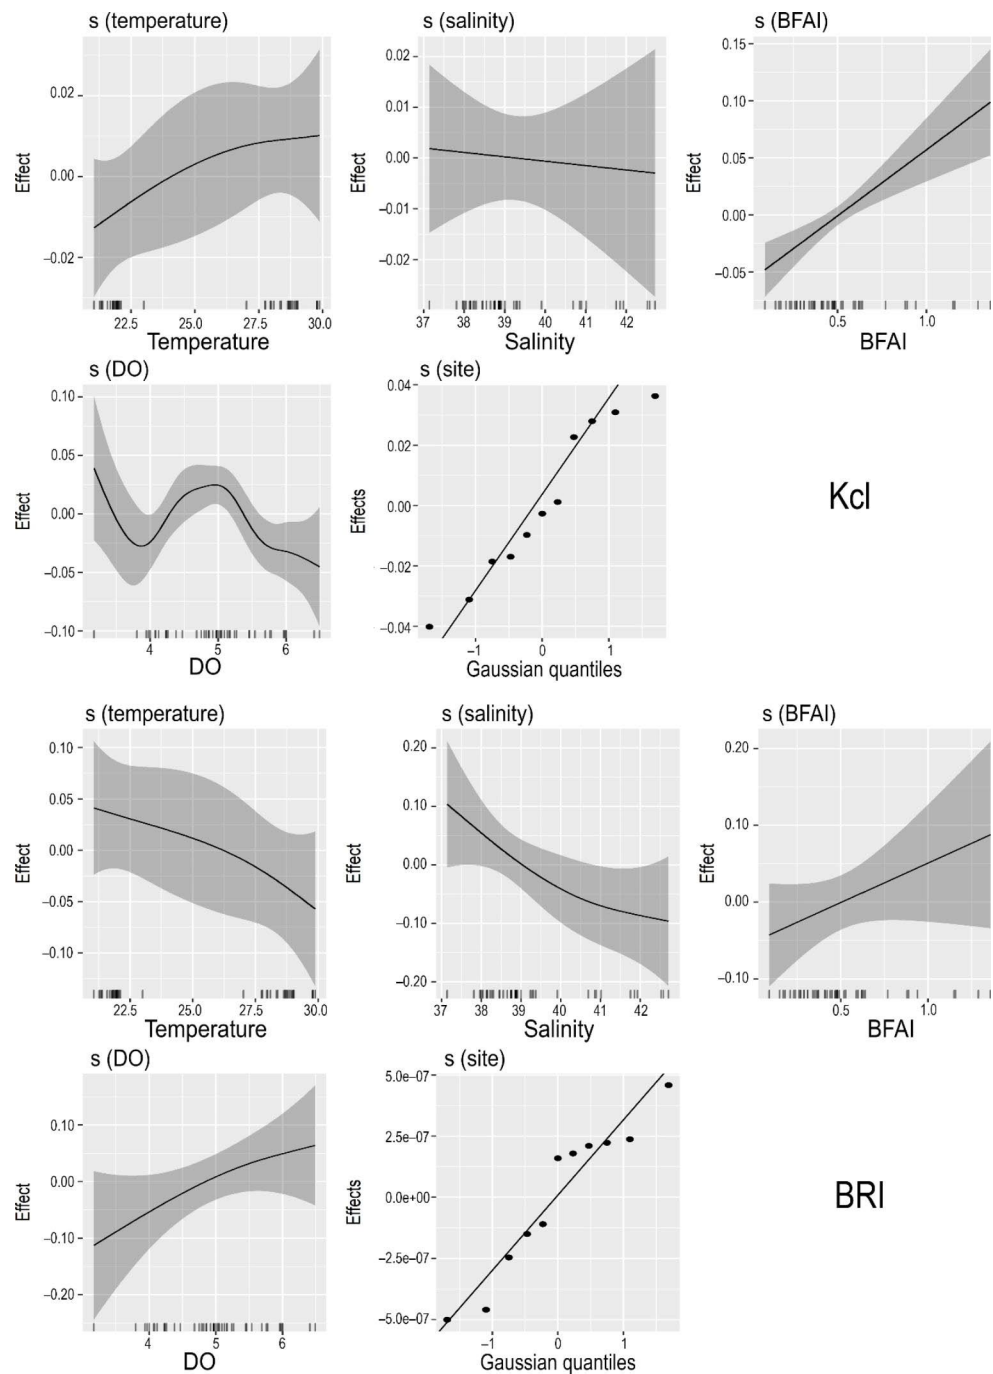 s (temperature)
s (salinity)
s (BFAI)
0.02
0.00
−0.02
Effect
22.5
25.0
27.5
30.0
Temperature
0.02
0.01
0.00
−0.01
−0.02
Effect
37
38
39
40
41
42
Salinity
0.15
0.10
0.05
0.00
−0.05
Effect
0.5
1.0
BFAI
s (DO)
s (site)
0.10
0.05
0.00
−0.05
−0.10
Effect
4
5
6
DO
0.04
0.02
0.00
−0.02
−0.04
Effects
−1
0
1
Gaussian quantiles
Kcl
s (temperature)
s (salinity)
s (BFAI)
0.10
0.05
0.00
−0.05
−0.10
Effect
22.5
25.0
27.5
30.0
Temperature
0.20
0.10
0.00
−0.10
−0.20
Effect
37
38
39
40
41
42
Salinity
0.20
0.10
0.00
−0.10
Effect
0.5
1.0
BFAI
s (DO)
s (site)
0.10
0.00
−0.10
−0.20
Effect
4
5
6
DO
5.0e−07
2.5e−07
0.0e+00
−2.5e−07
−5.0e−07
Effects
−1
0
1
Gaussian quantiles
BRI